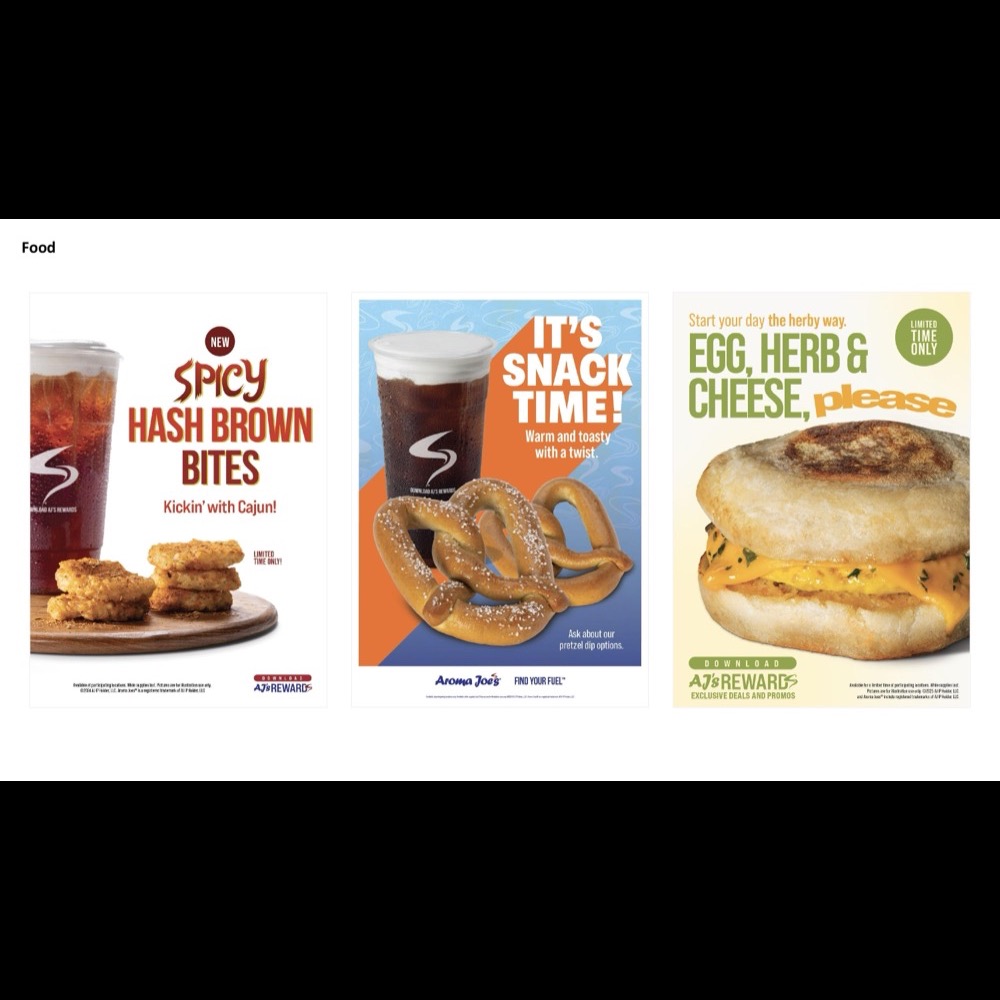 Food
NEW
SPICY
HASH BROWN
BITES
Kickin' with Cajun!
LIMITED
TIME ONLY!
DOWNLOAD AJ'S REWARDS
DOWNLOAD
AJ's REWARDS
IT'S
SNACK
TIME!
Warm and toasty
with a twist.
DOWNLOAD AJ'S REWARDS
Ask about our
pretzel dip options.
Aroma Joe's FIND YOUR FUEL™
Start your day the herby way.
EGG, HERB &
CHEESE, please
LIMITED
TIME
ONLY
DOWNLOAD
AJ's REWARDS
EXCLUSIVE DEALS AND PROMOS